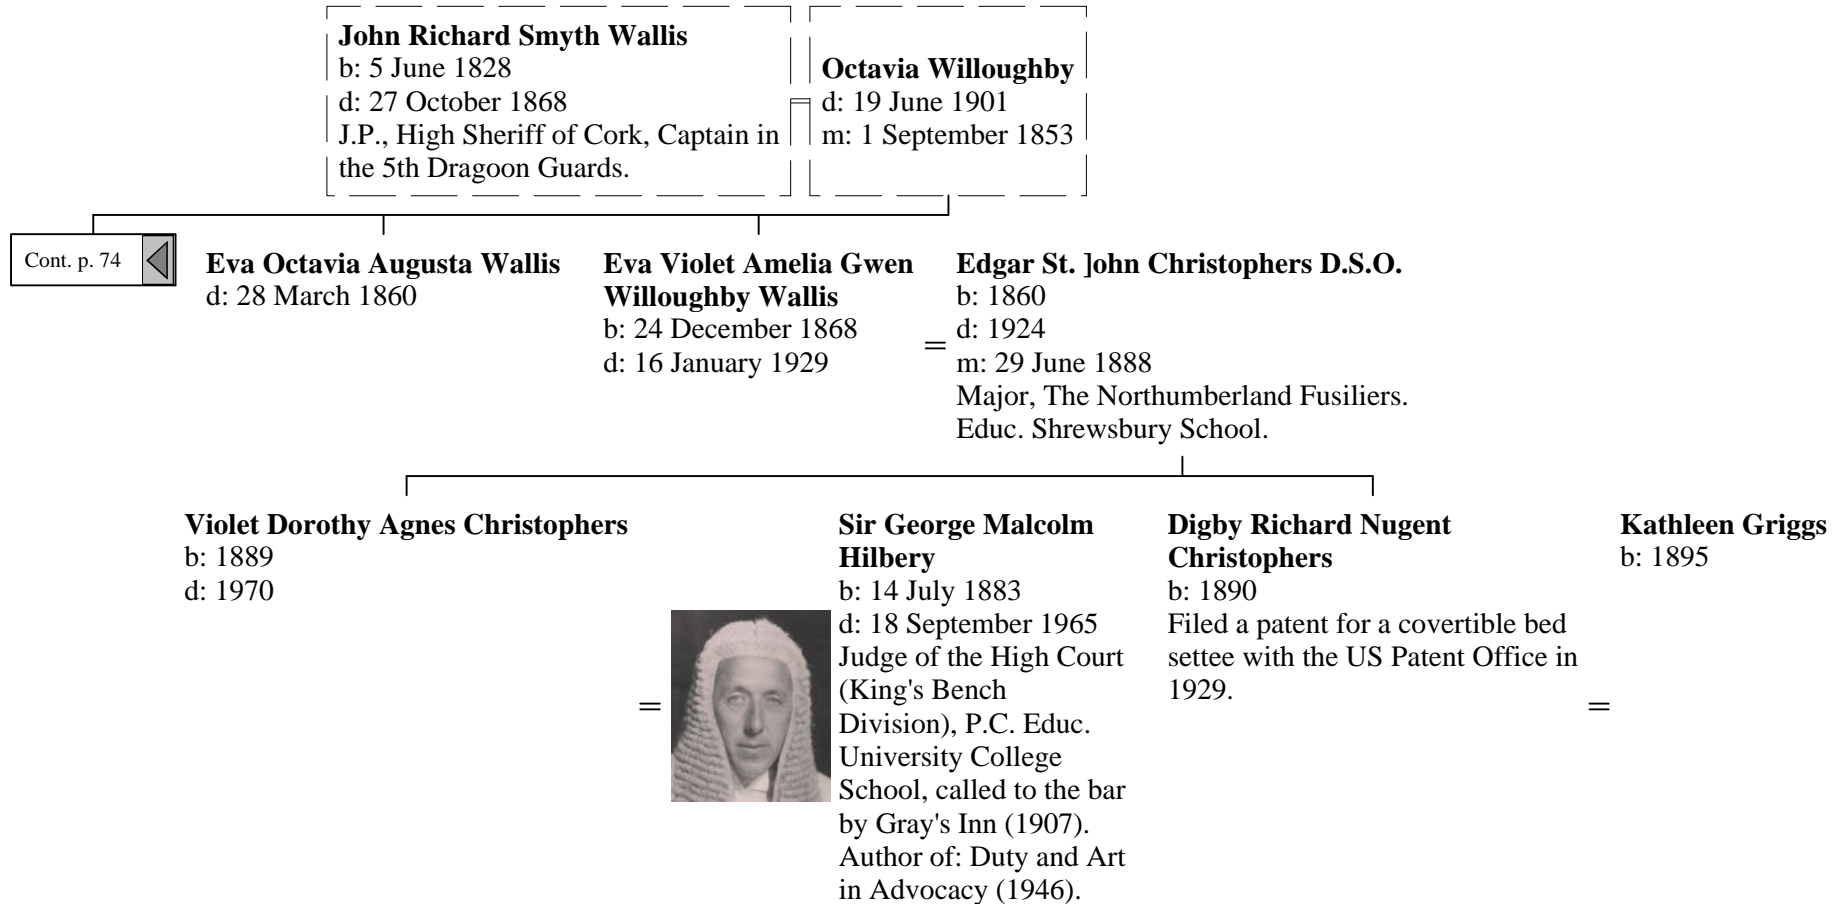 John Richard Smyth Wallis
b: 5 June 1828
d: 27 October 1868
J.P., High Sheriff of Cork, Captain in
the 5th Dragoon Guards.
Octavia Willoughby
d: 19 June 1901
m: 1 September 1853
Cont. p. 74
Eva Octavia Augusta Wallis
d: 28 March 1860
Eva Violet Amelia Gwen
Willoughby Wallis
b: 24 December 1868
d: 16 January 1929
=
Edgar St. ]ohn Christophers D.S.O.
b: 1860
d: 1924
m: 29 June 1888
Major, The Northumberland Fusiliers.
Educ. Shrewsbury School.
Violet Dorothy Agnes Christophers
b: 1889
d: 1970
=
Sir George Malcolm
Hilbery
b: 14 July 1883
d: 18 September 1965
Judge of the High Court
(King's Bench
Division), P.C. Educ.
University College
School, called to the bar
by Gray's Inn (1907).
Author of: Duty and Art
in Advocacy (1946).
Digby Richard Nugent
Christophers
b: 1890
Filed a patent for a covertible bed
settee with the US Patent Office in
1929.
=
Kathleen Griggs
b: 1895